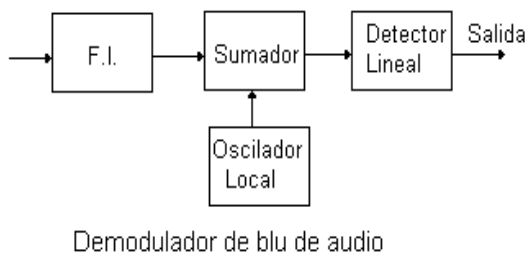 F.I.
Sumador
Detector
Lineal
Salida
Oscilador
Local
Demodulador de blu de audio